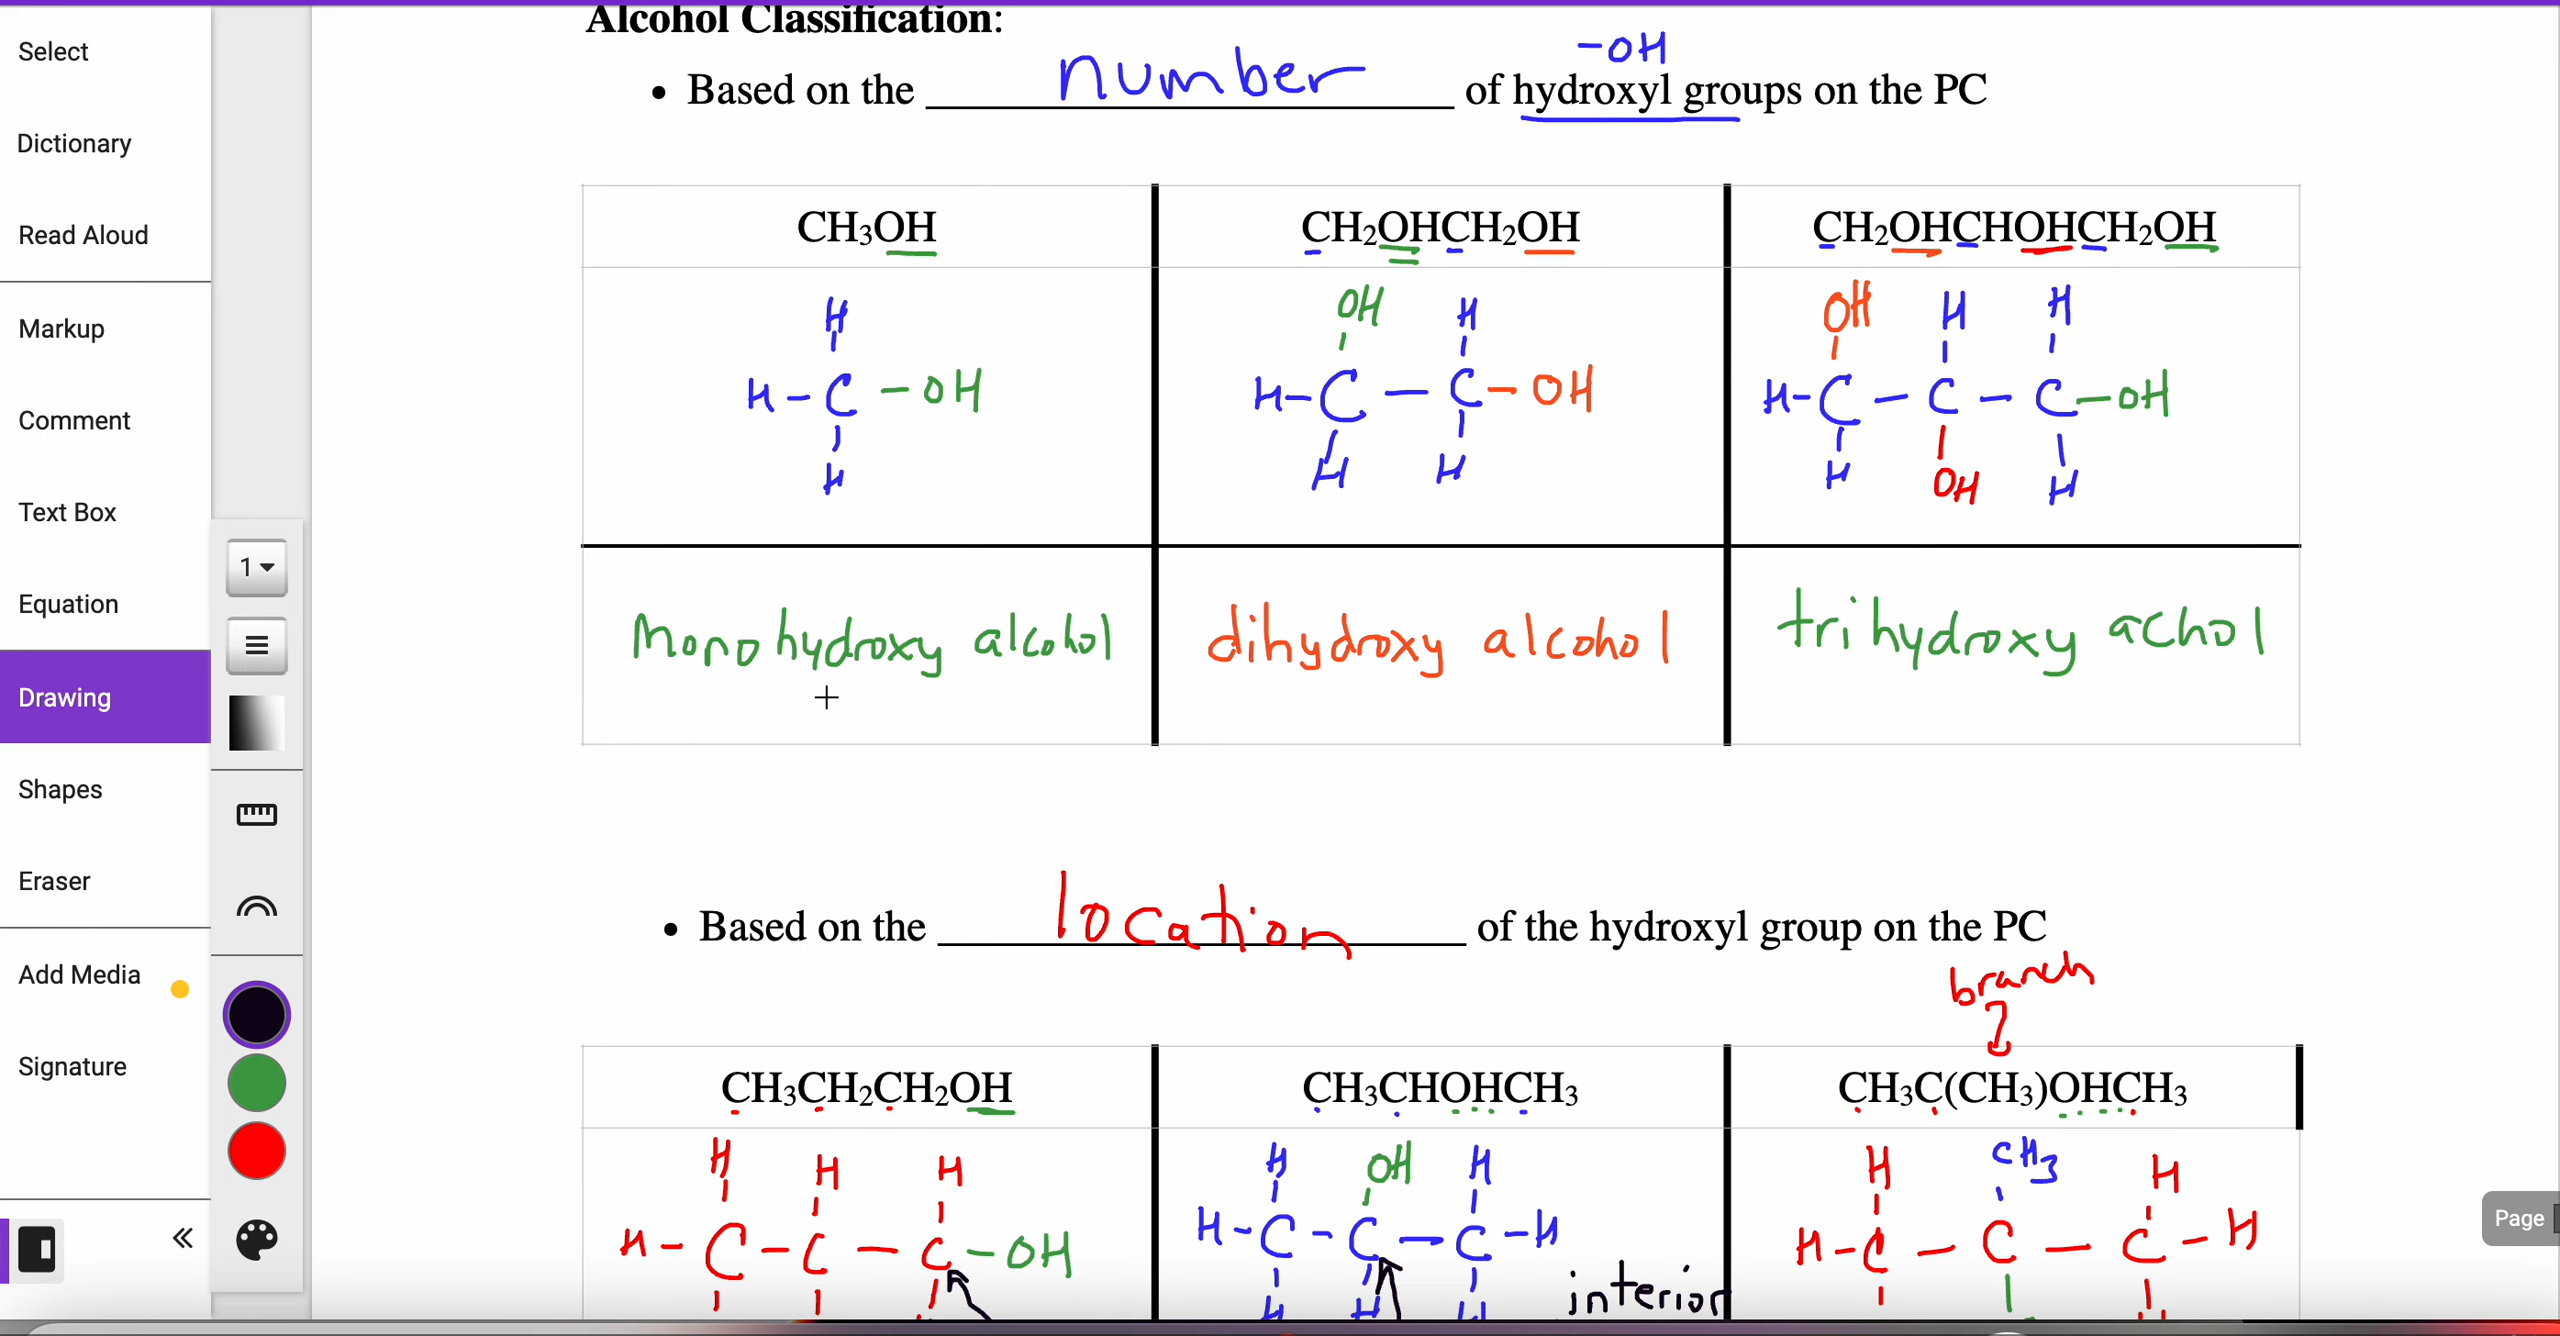 Alcohol Classification:
-OH
• Based on the number of hydroxyl groups on the PC
CH3OH CH2OHCH2OH CH2OHCHOHCH2OH
H OH H OH H H
H-C-OH H-C-C-OH H-C-C-C-OH
H H H H OH H
Monohydroxy alcohol dihydroxy alcohol trihydroxy achol
• Based on the location of the hydroxyl group on the PC
branch
CH3CH2CH2OH CH3CHOHCH3 CH3C(CH3)OHCH3
H H H H OH H H CH3 H
H-C-C-C-OH H-C-C-C-H H-C-C-C-H
H H H interior
Select
Dictionary
Read Aloud
Markup
Comment
Text Box
Equation
Drawing
Shapes
Eraser
Add Media
Signature
1
Page